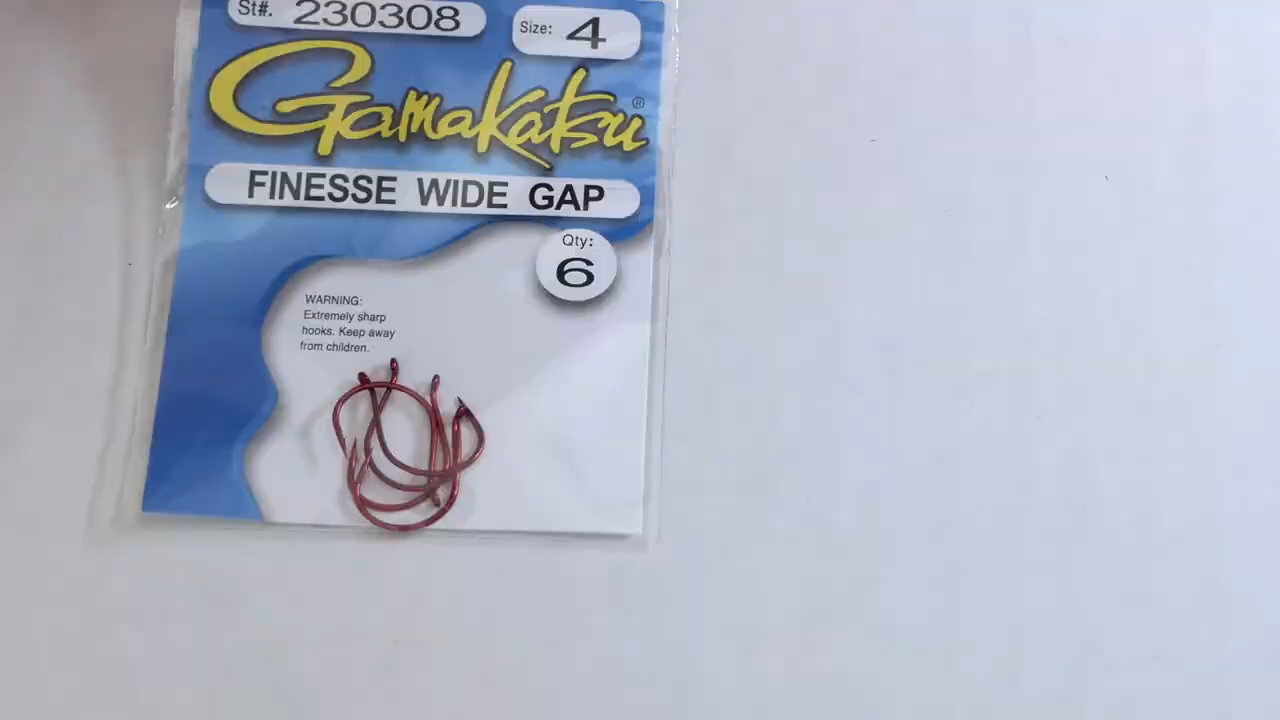 St#. 230308 Size: 4
Gamakatsu®
FINESSE WIDE GAP
Qty:
6
WARNING:
Extremely sharp
hooks. Keep away
from children.